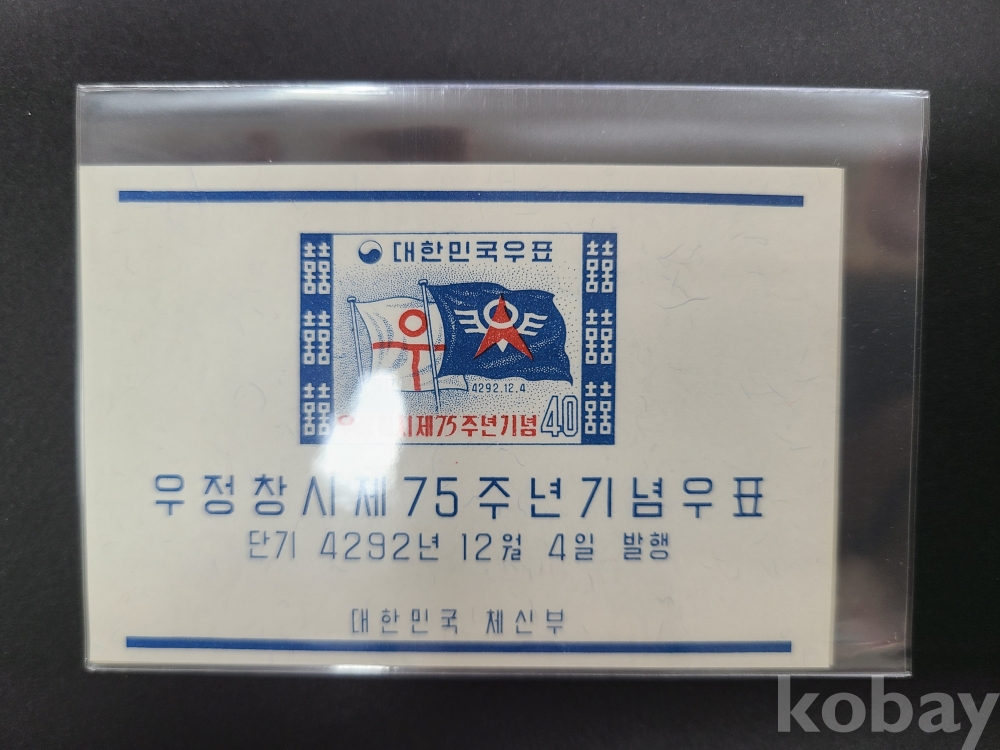 대한민국우표
우
4292.12.4
시제75주년기념 40
우정창시제75주년기념우표
단기 4292년 12월 4일 발행
대한민국 체신부
kobay